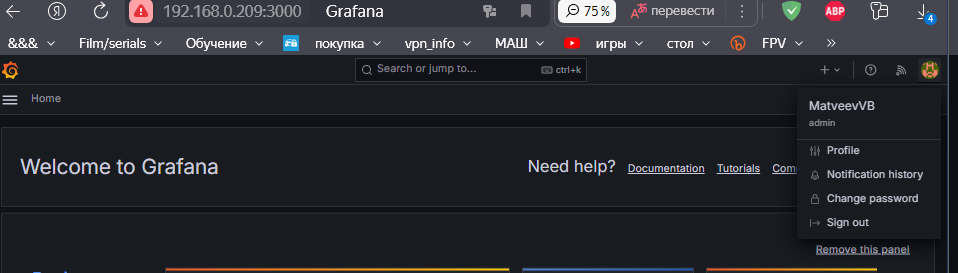 Я 192.168.0.209:3000 Grafana 75 % перевести ABP 4
&&& Film/serials Обучение покупка vpn_info МАШ игры стол FPV »
Search or jump to... ctrl+k
Home
MatveevVB
admin
Welcome to Grafana
Need help? Documentation Tutorials
Profile
Notification history
Change password
Sign out
Remove this panel